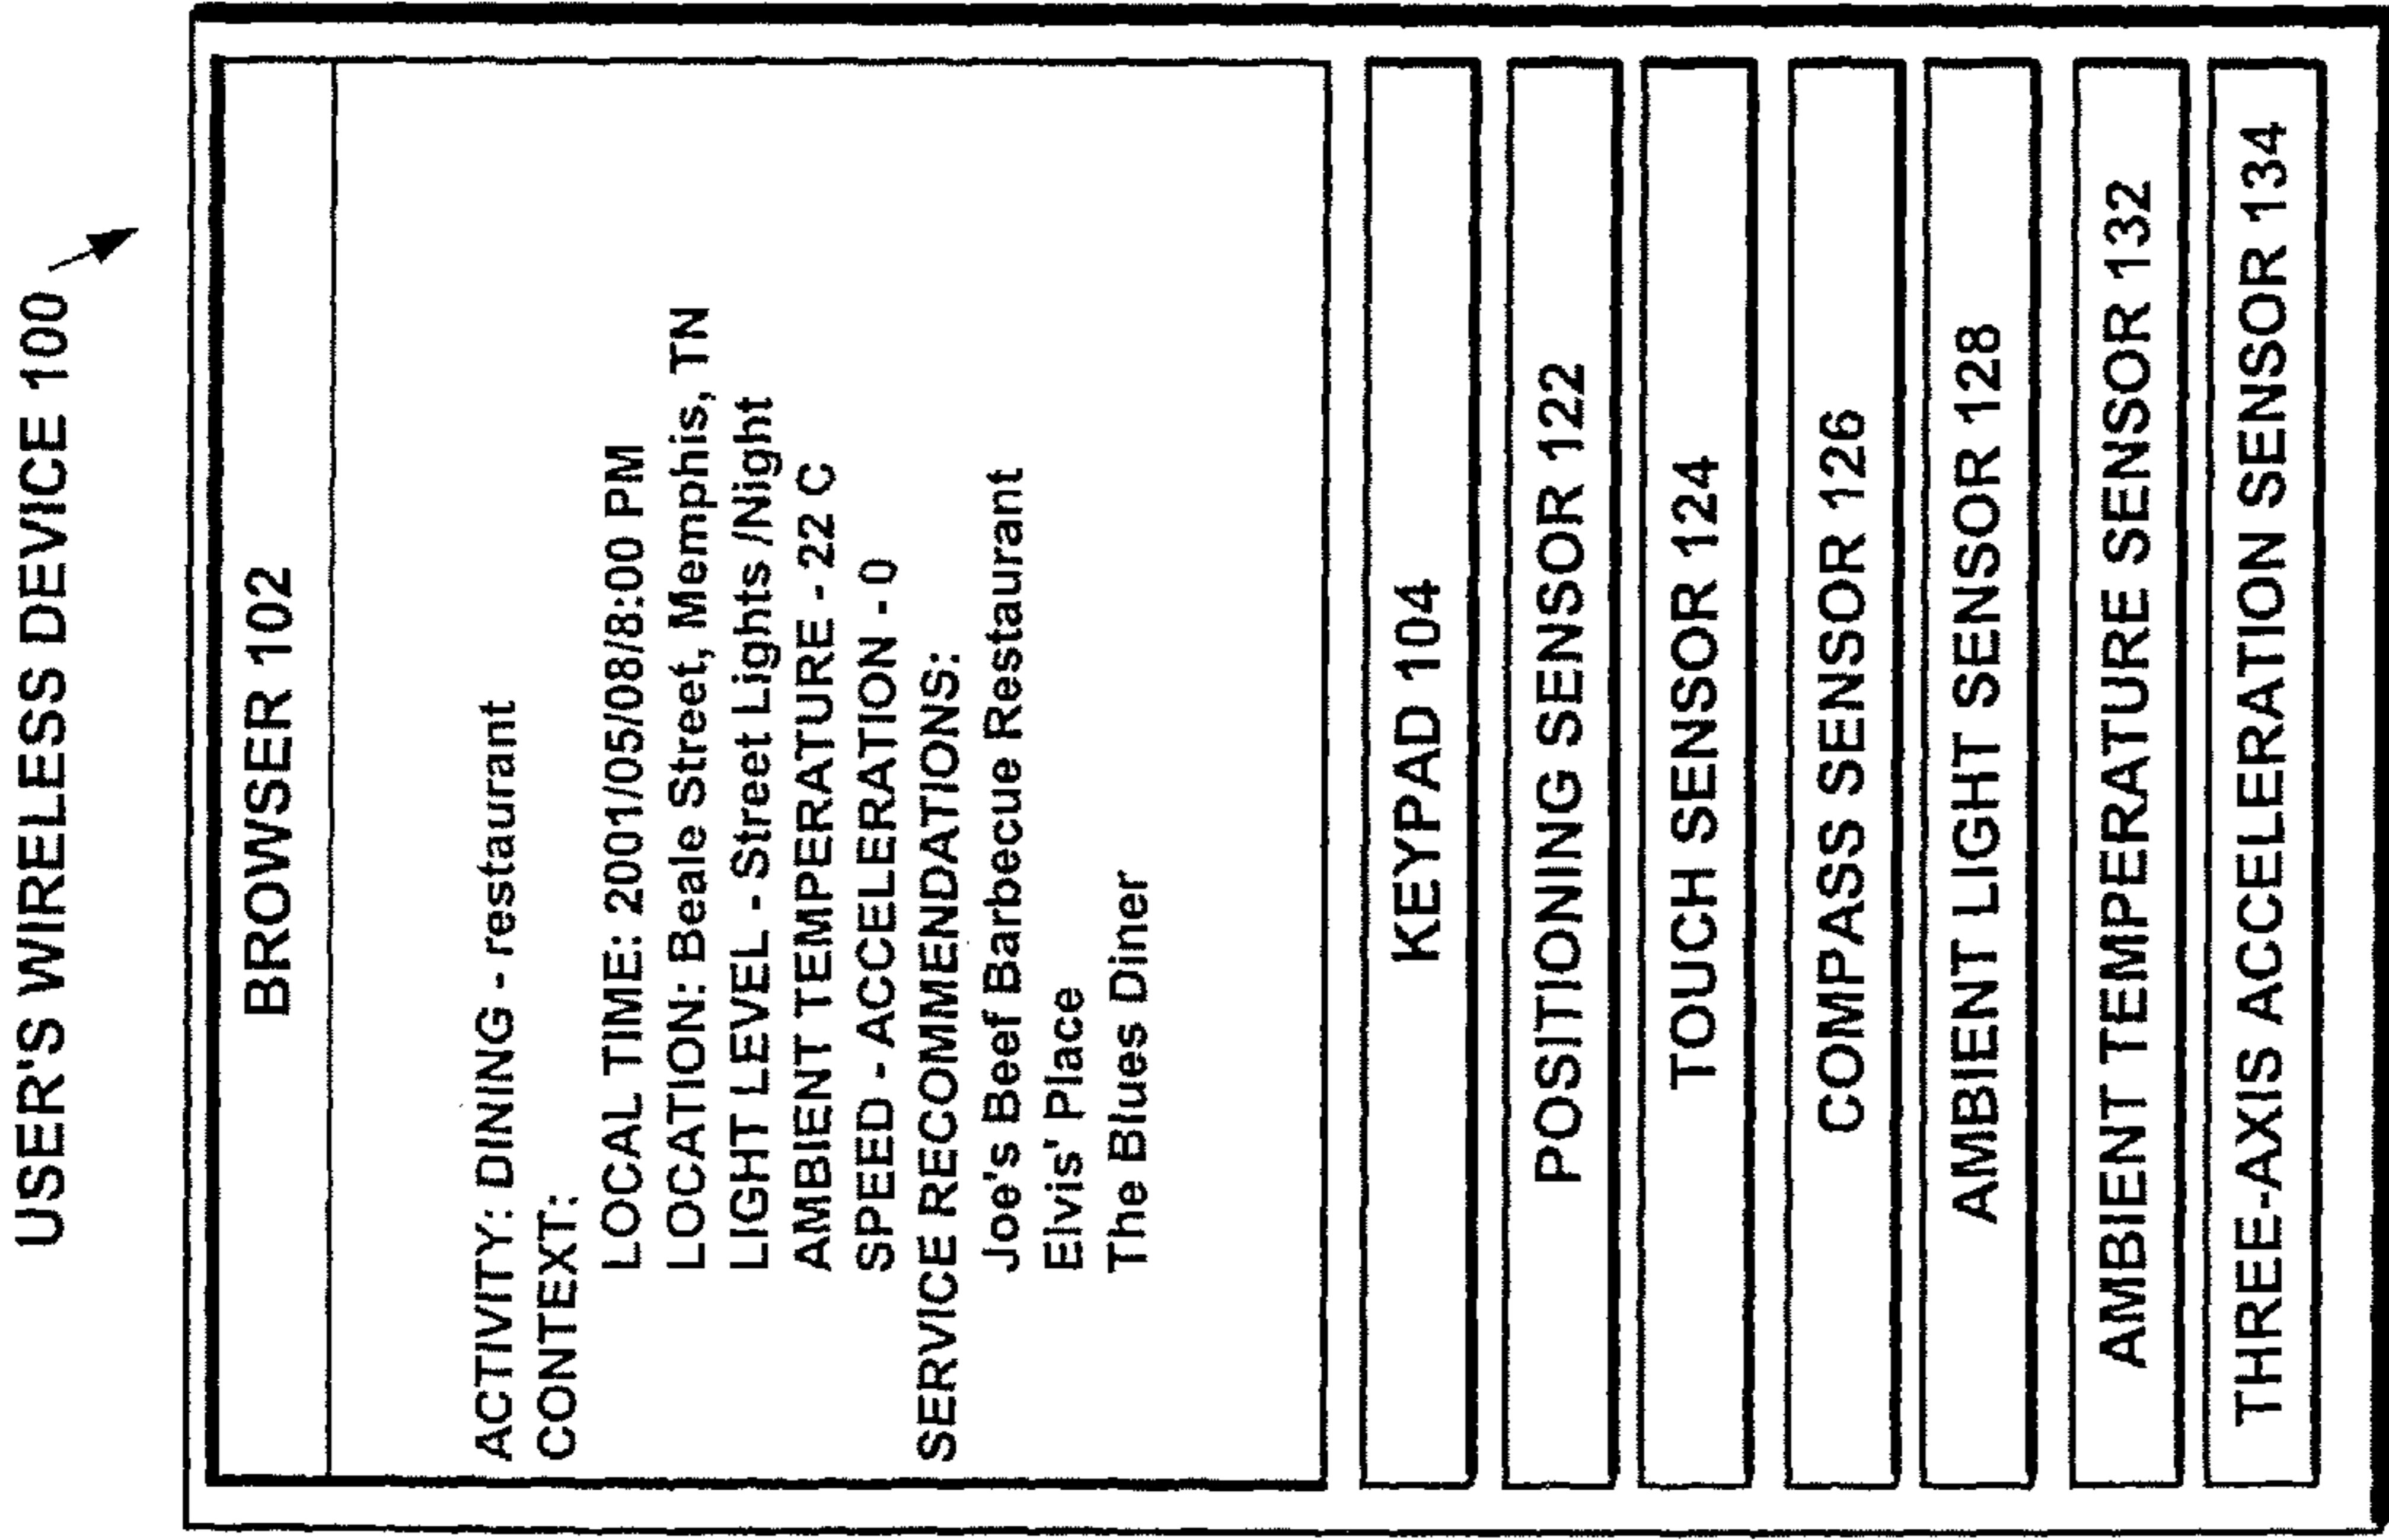 USER'S WIRELESS DEVICE 100
BROWSER 102
ACTIVITY: DINING - restaurant
CONTEXT:
LOCAL TIME: 2001/05/08/8:00 PM
LOCATION: Beale Street, Memphis, TN
LIGHT LEVEL - Street Lights /Night
AMBIENT TEMPERATURE - 22 C
SPEED - ACCELERATION - 0
SERVICE RECOMMENDATIONS:
Joe's Beef Barbecue Restaurant
Elvis' Place
The Blues Diner
KEYPAD 104
POSITIONING SENSOR 122
TOUCH SENSOR 124
COMPASS SENSOR 126
AMBIENT LIGHT SENSOR 128
AMBIENT TEMPERATURE SENSOR 132
THREE-AXIS ACCELERATION SENSOR 134